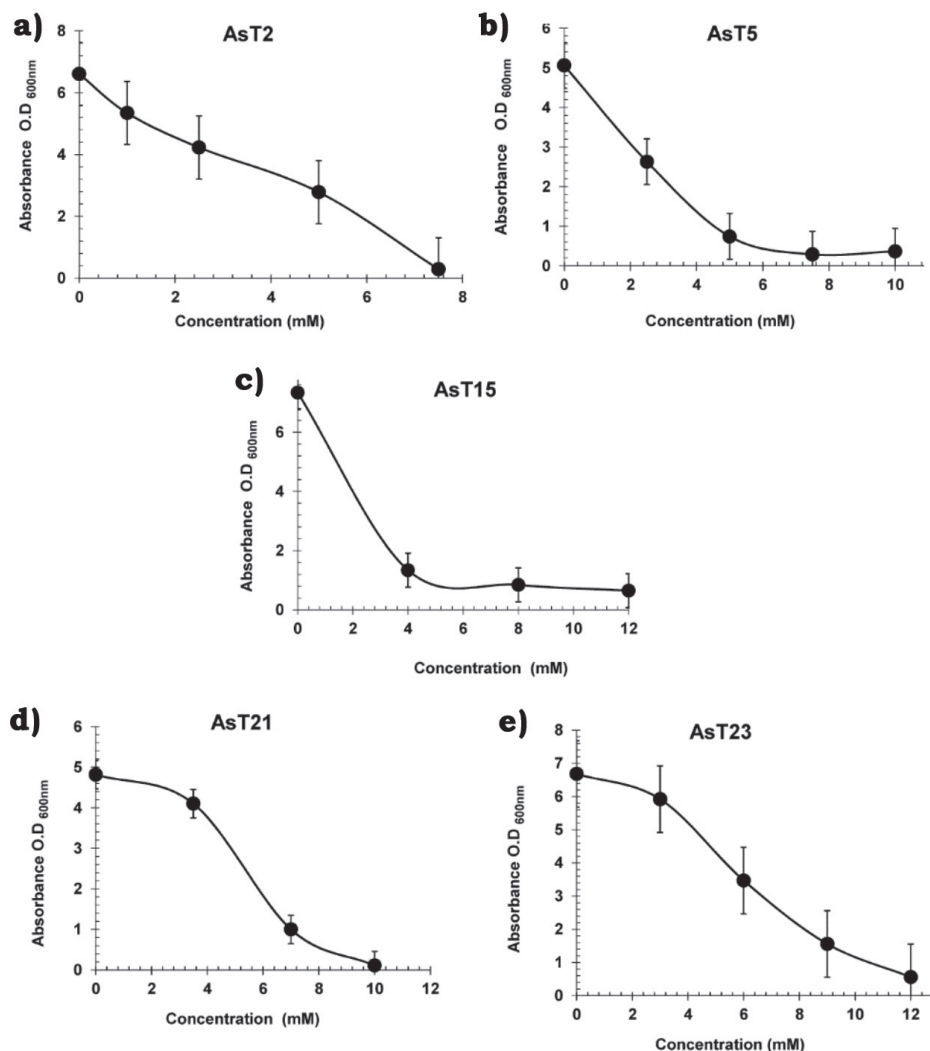 a)
AsT2
8
6
4
2
0
Absorbance O.D 600nm
0 2 4 6 8
Concentration (mM)
b)
AsT5
6
5
4
3
2
1
0
Absorbance O.D 600nm
0 2 4 6 8 10
Concentration (mM)
c)
AsT15
6
4
2
0
Absorbance O.D 600nm
0 2 4 6 8 10 12
Concentration (mM)
d)
AsT21
6
5
4
3
2
1
0
Absorbance O.D 600nm
0 2 4 6 8 10 12
Concentration (mM)
e)
AsT23
8
7
6
5
4
3
2
1
0
Absorbance O.D 600nm
0 2 4 6 8 10 12
Concentration (mM)